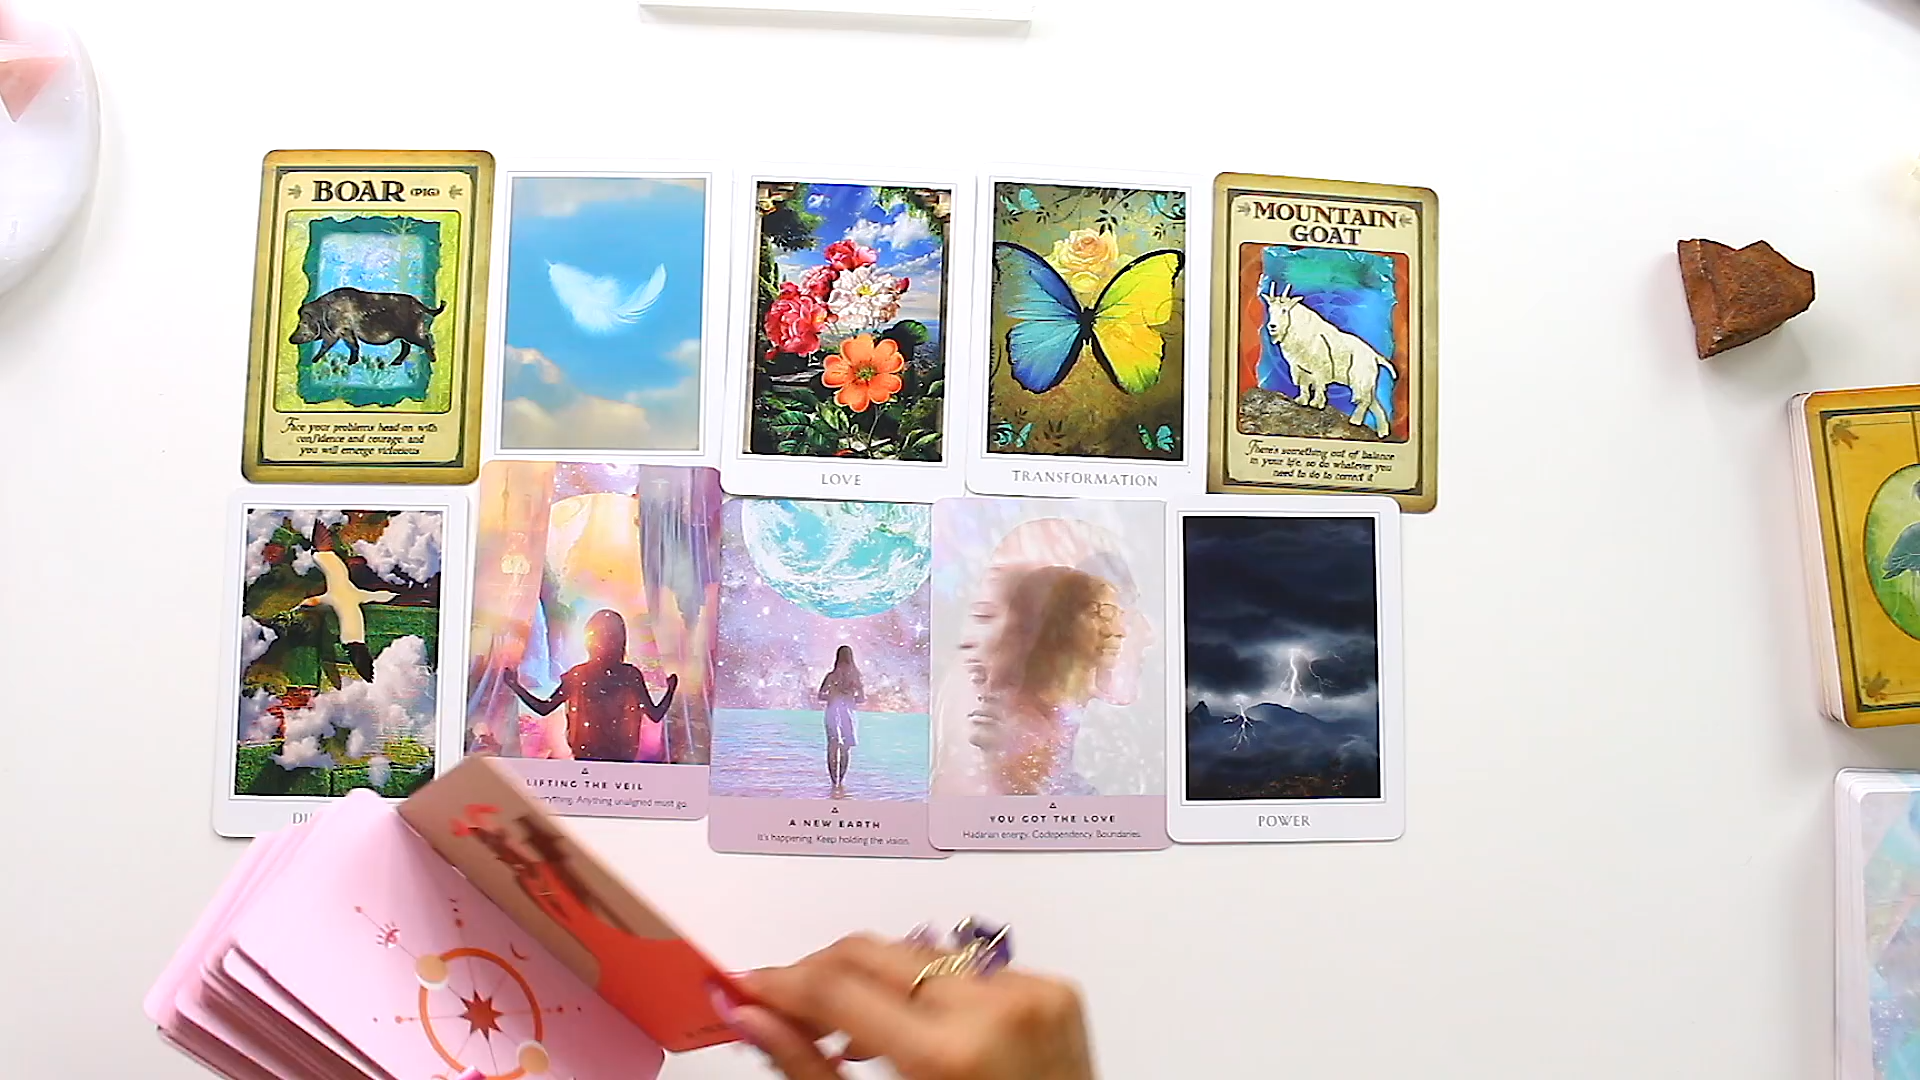 BOAR (PIG)
Face your problems head-on with
confidence and courage, and
you will emerge victorious
LOVE
TRANSFORMATION
MOUNTAIN
GOAT
There's something out of balance
in your life, so do whatever you
need to do to correct it
LIFTING THE VEIL
Anything unaligned must go.
A NEW EARTH
It's happening. Keep holding the vision.
YOU GOT THE LOVE
Hadarian energy. Codependency. Boundaries.
POWER